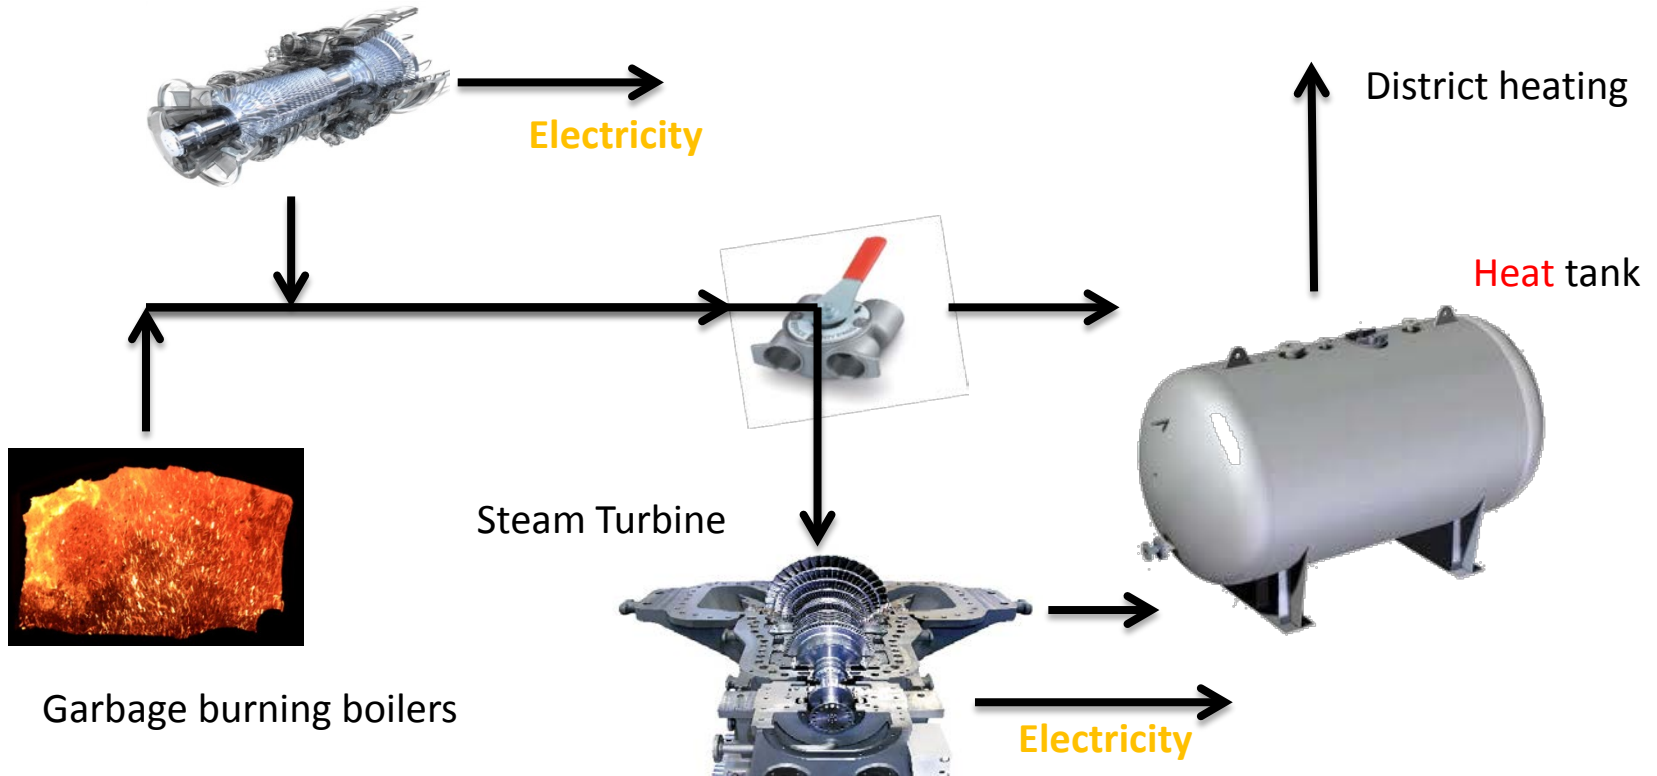 Electricity
District heating
Heat tank
Steam Turbine
Garbage burning boilers
Electricity